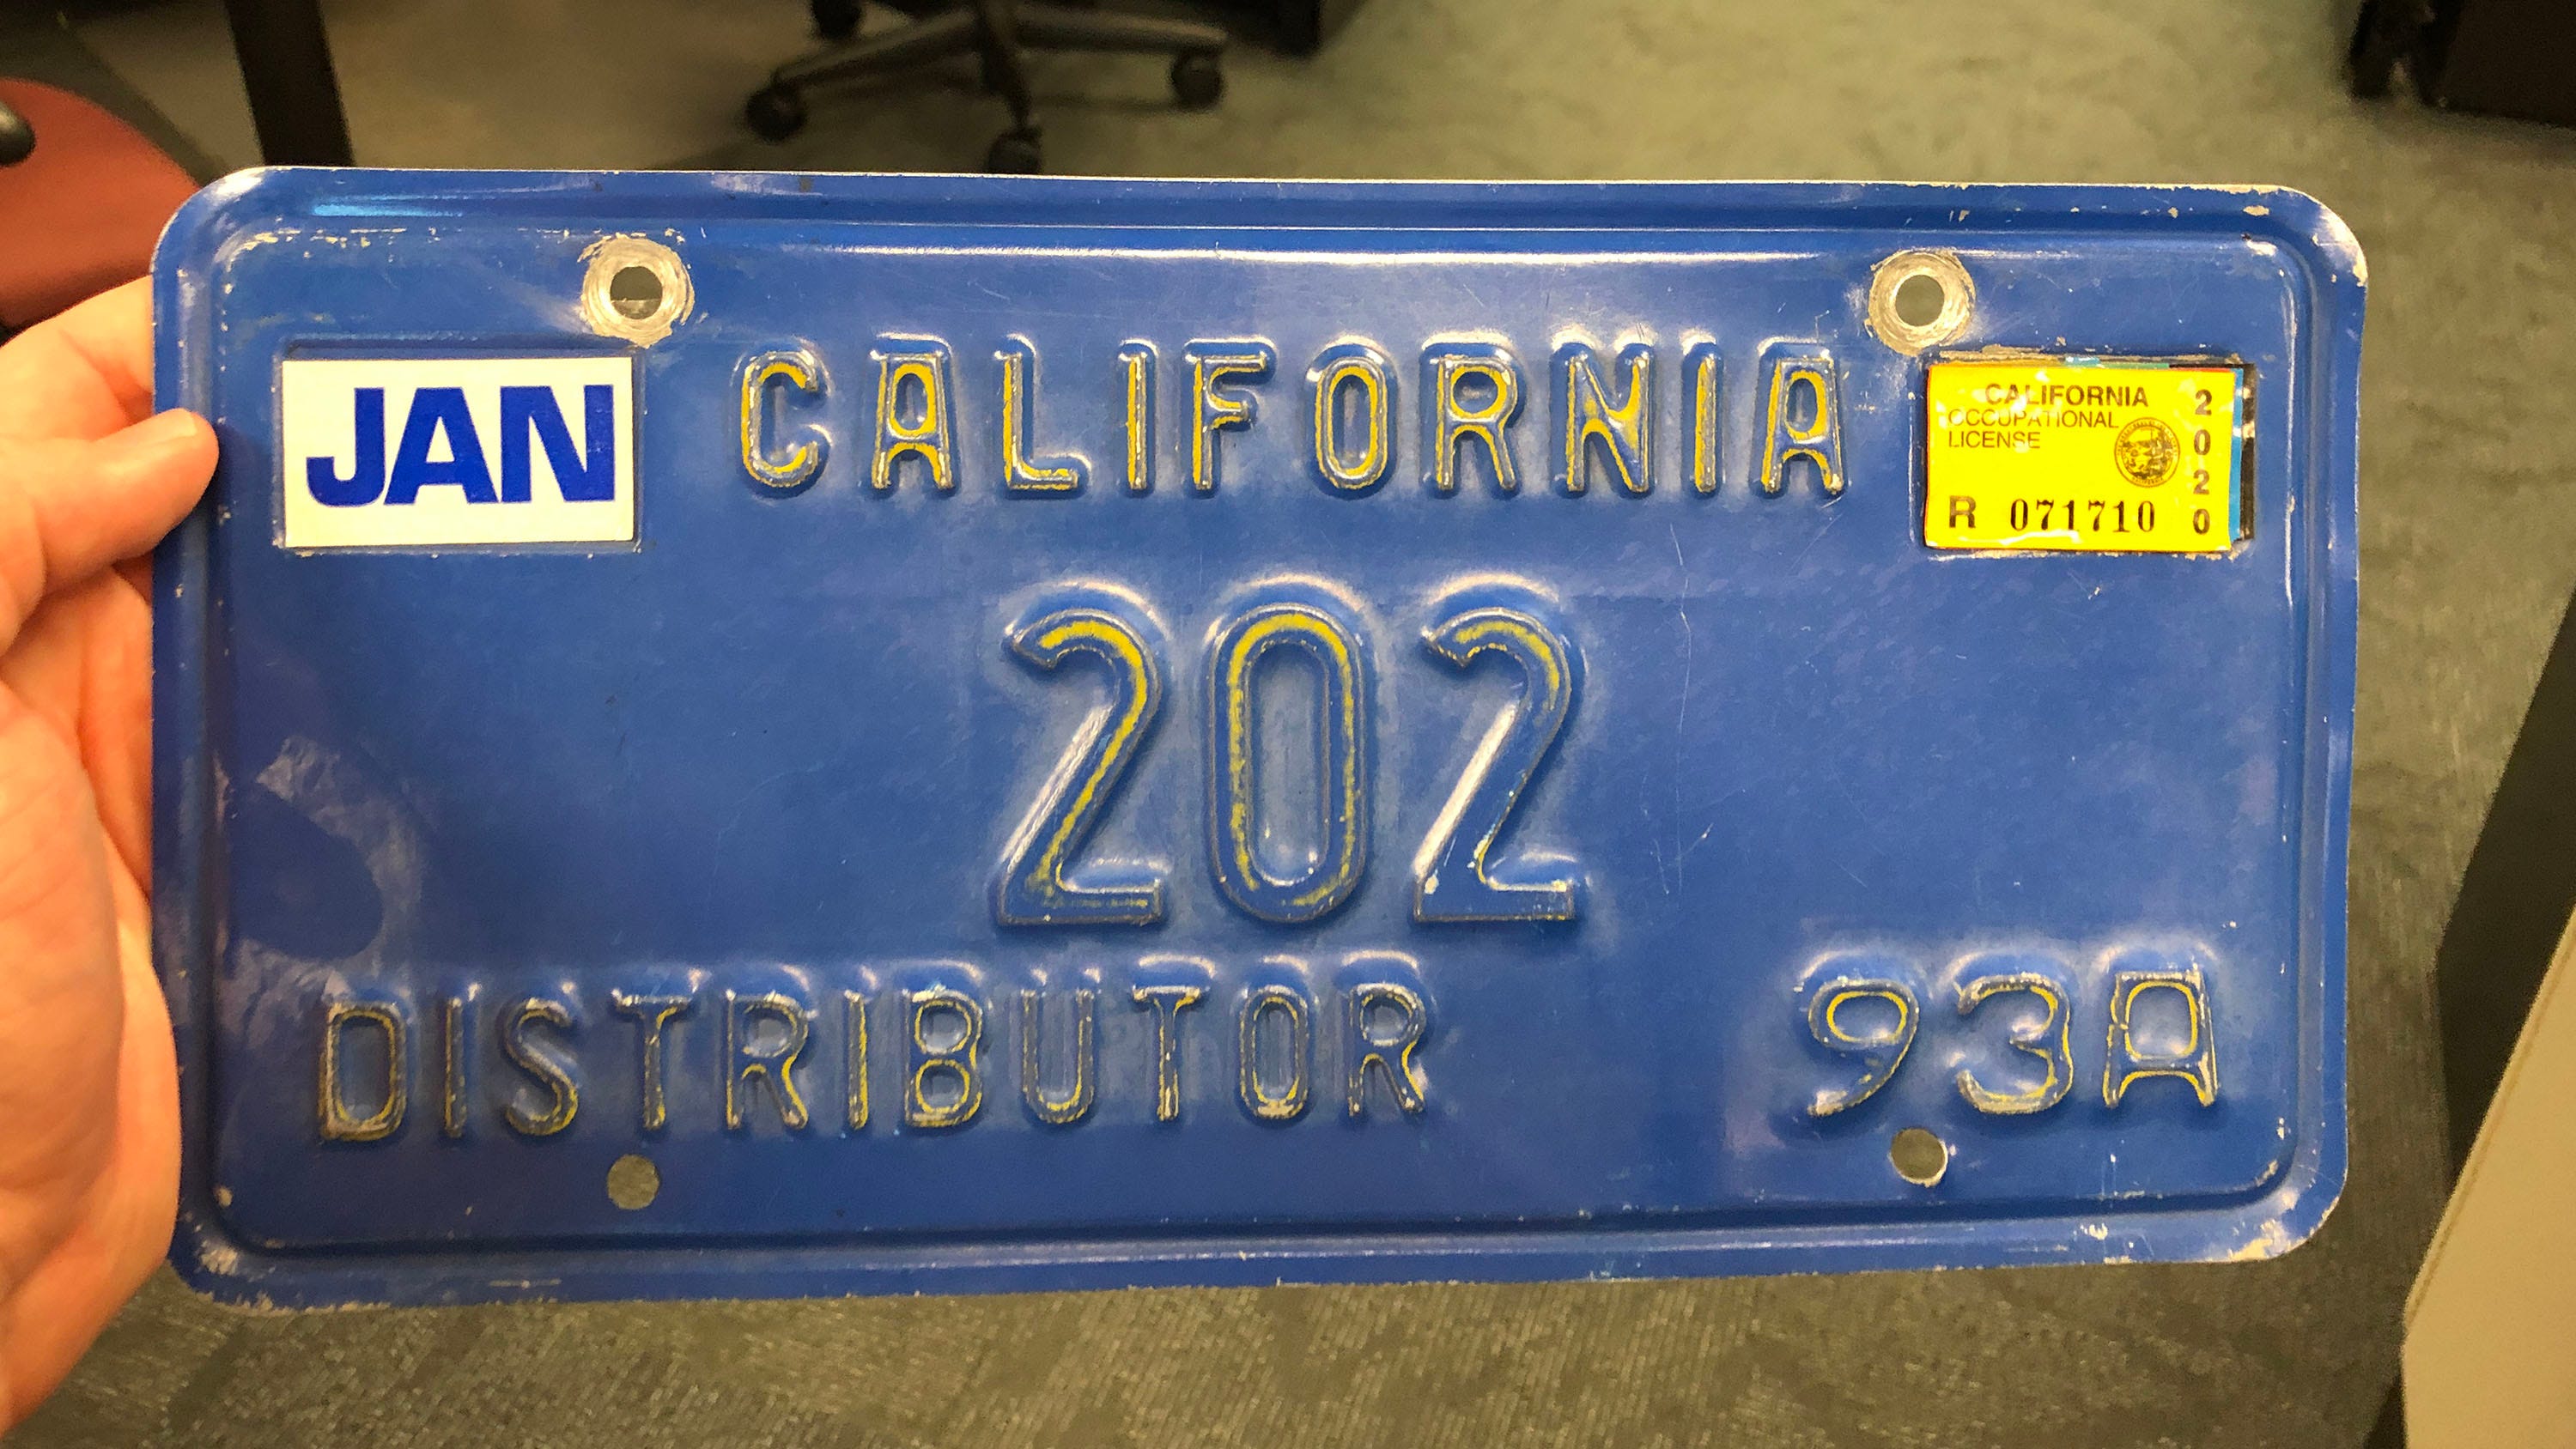 JAN
CALIFORNIA
CALIFORNIA
OCCUPATIONAL
LICENSE
2020
R 071710
202
DISTRIBUTOR
93A